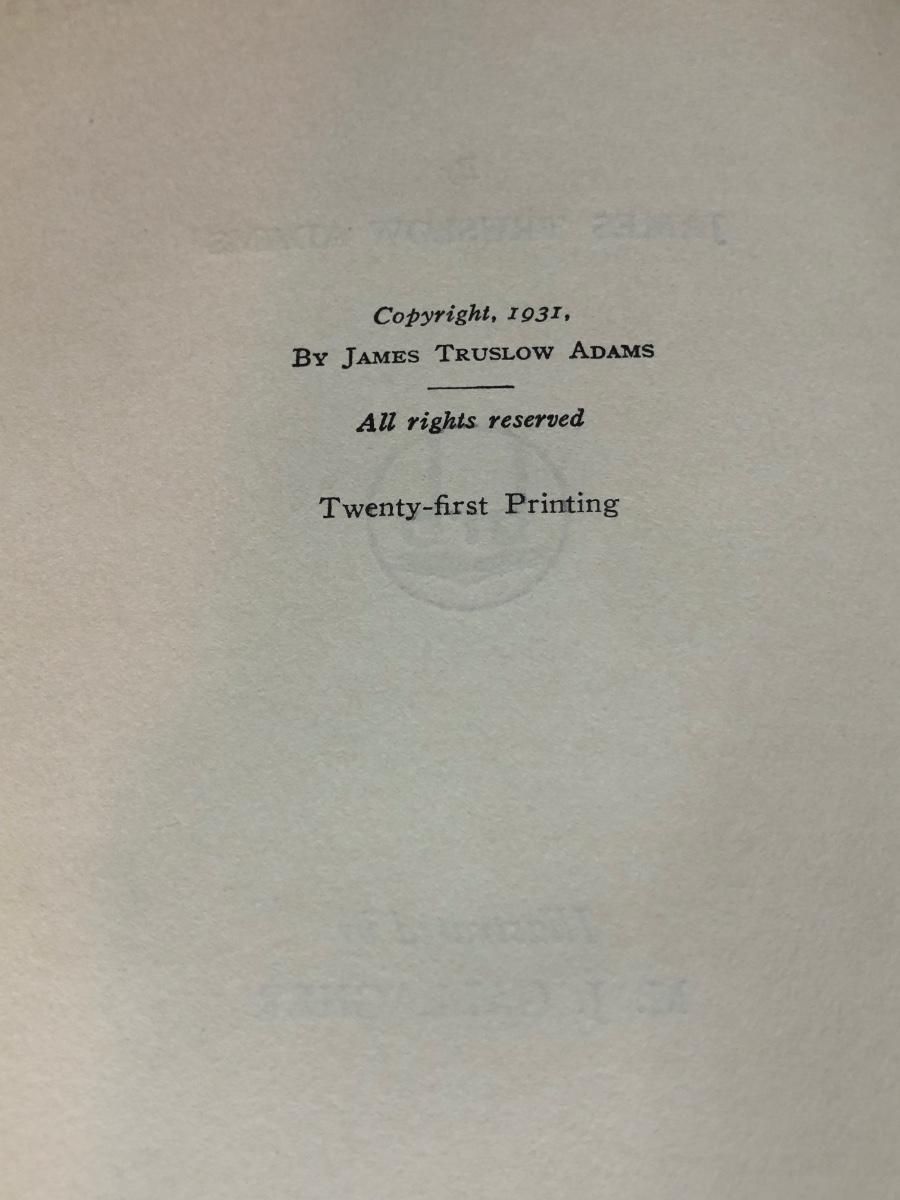 Copyright, 1931,
By James Truslow Adams
All rights reserved
Twenty-first Printing